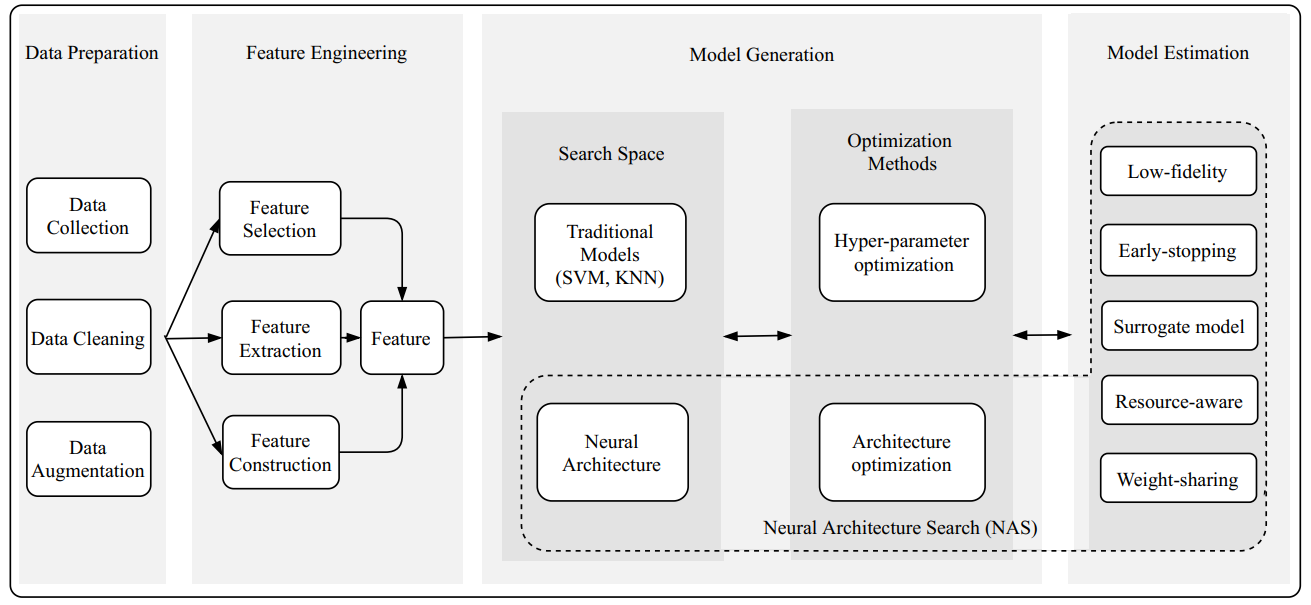 Data Preparation
Feature Engineering
Model Generation
Model Estimation
Data
Collection
Data Cleaning
Data
Augmentation
Feature
Selection
Feature
Extraction
Feature
Construction
Feature
Search Space
Traditional
Models
(SVM, KNN)
Neural
Architecture
Optimization
Methods
Hyper-parameter
optimization
Architecture
optimization
Neural Architecture Search (NAS)
Low-fidelity
Early-stopping
Surrogate model
Resource-aware
Weight-sharing